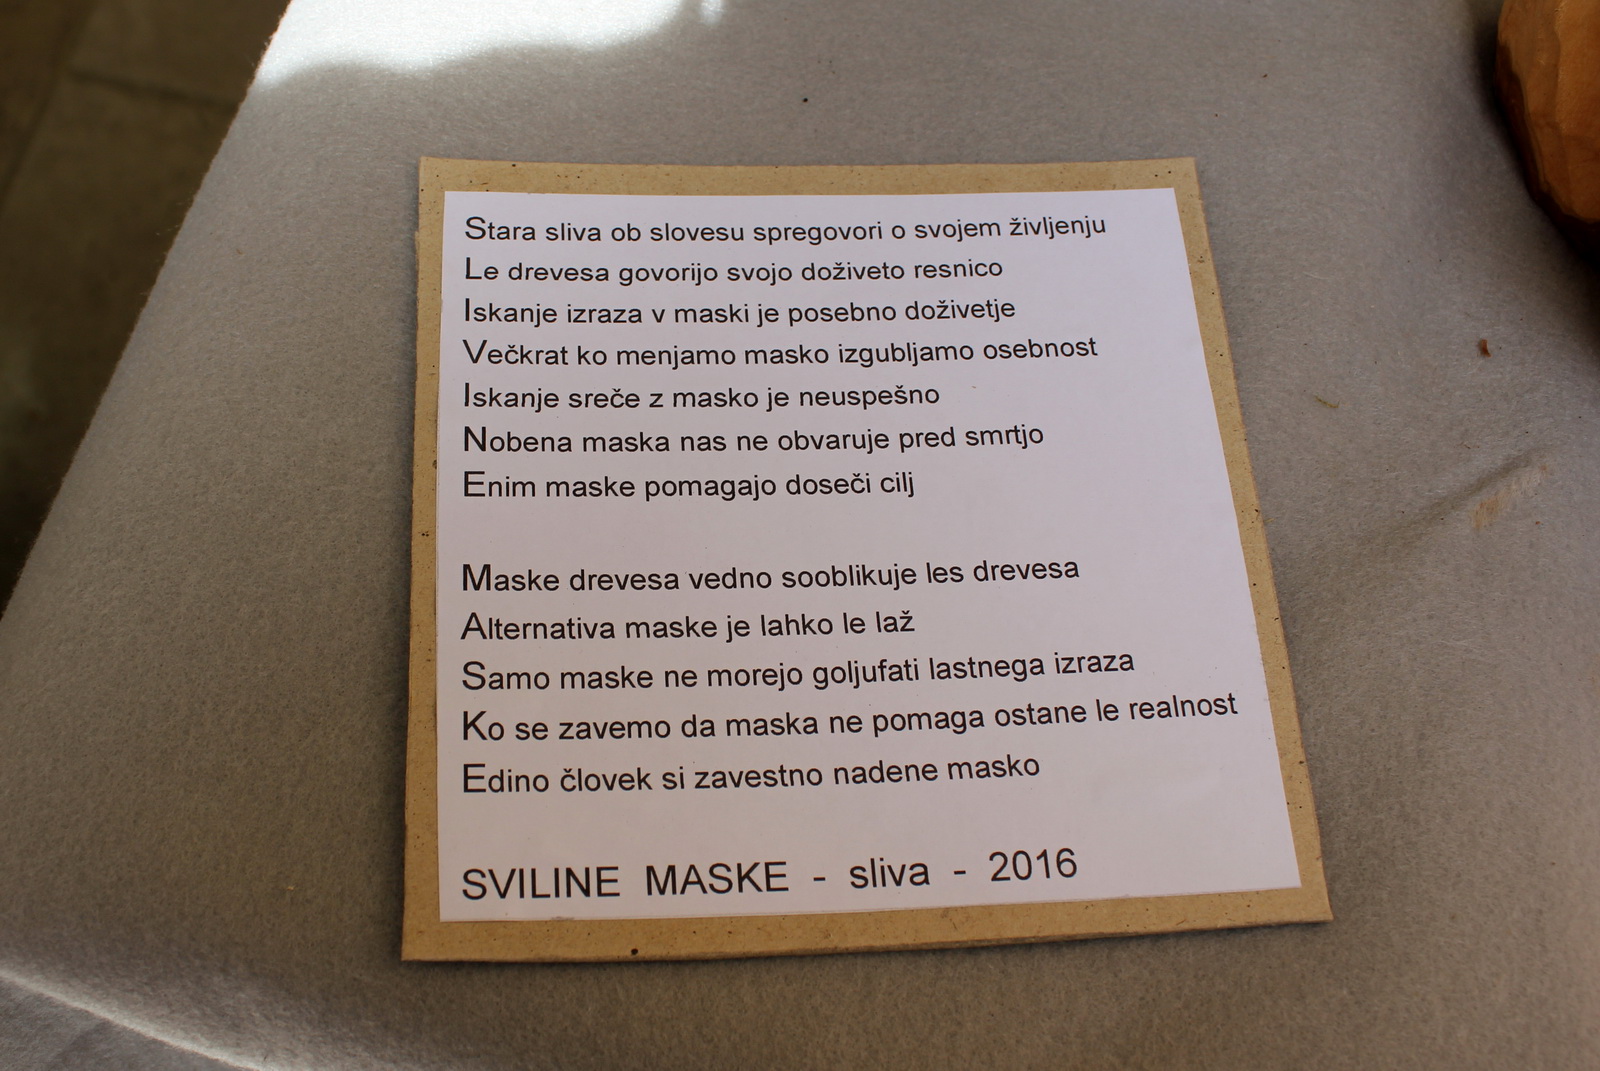 Stara sliva ob slovesu spregovori o svojem življenju
Le drevesa govorijo svojo doživeto resnico
Iskanje izraza v maski je posebno doživetje
Večkrat ko menjamo masko izgubljamo osebnost
Iskanje sreče z masko je neuspešno
Nobena maska nas ne obvaruje pred smrtjo
Enim maske pomagajo doseči cilj
Maske drevesa vedno sooblikuje les drevesa
Alternativa maske je lahko le laž
Samo maske ne morejo goljufati lastnega izraza
Ko se zavemo da maska ne pomaga ostane le realnost
Edino človek si zavestno nadene masko
SVILINE MASKE - sliva - 2016